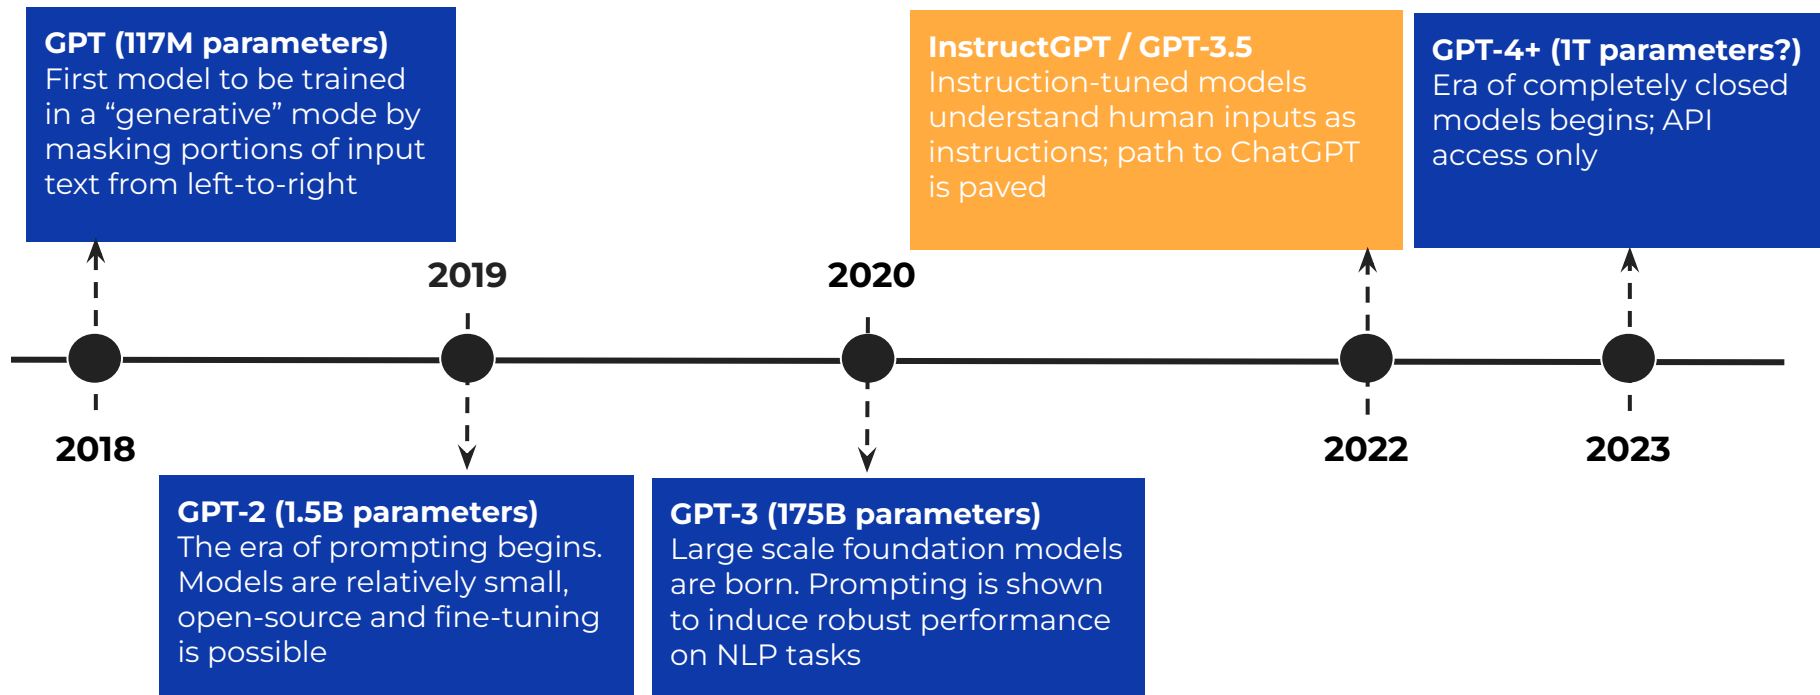 GPT (117M parameters)
First model to be trained
in a “generative” mode by
masking portions of input
text from left-to-right
InstructGPT / GPT-3.5
Instruction-tuned models
understand human inputs as
instructions; path to ChatGPT
is paved
GPT-4+ (1T parameters?)
Era of completely closed
models begins; API
access only
2019
2020
2018
2022
2023
GPT-2 (1.5B parameters)
The era of prompting begins.
Models are relatively small,
open-source and fine-tuning
is possible
GPT-3 (175B parameters)
Large scale foundation models
are born. Prompting is shown
to induce robust performance
on NLP tasks